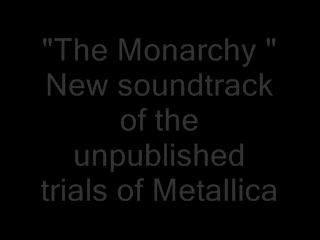 "The Monarchy "
New soundtrack
of the
unpublished
trials of Metallica